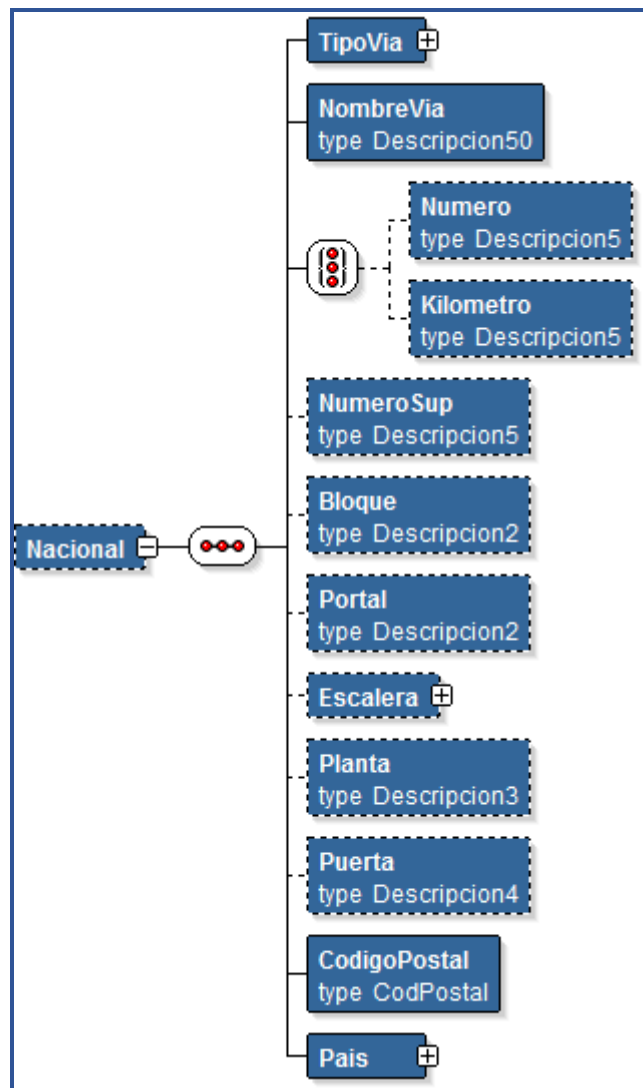 TipoVia
NombreVia
type Descripcion50
Numero
type Descripcion5
Kilometro
type Descripcion5
NumeroSup
type Descripcion5
Bloque
type Descripcion2
Nacional
Portal
type Descripcion2
Escalera
Planta
type Descripcion3
Puerta
type Descripcion4
CodigoPostal
type CodPostal
Pais